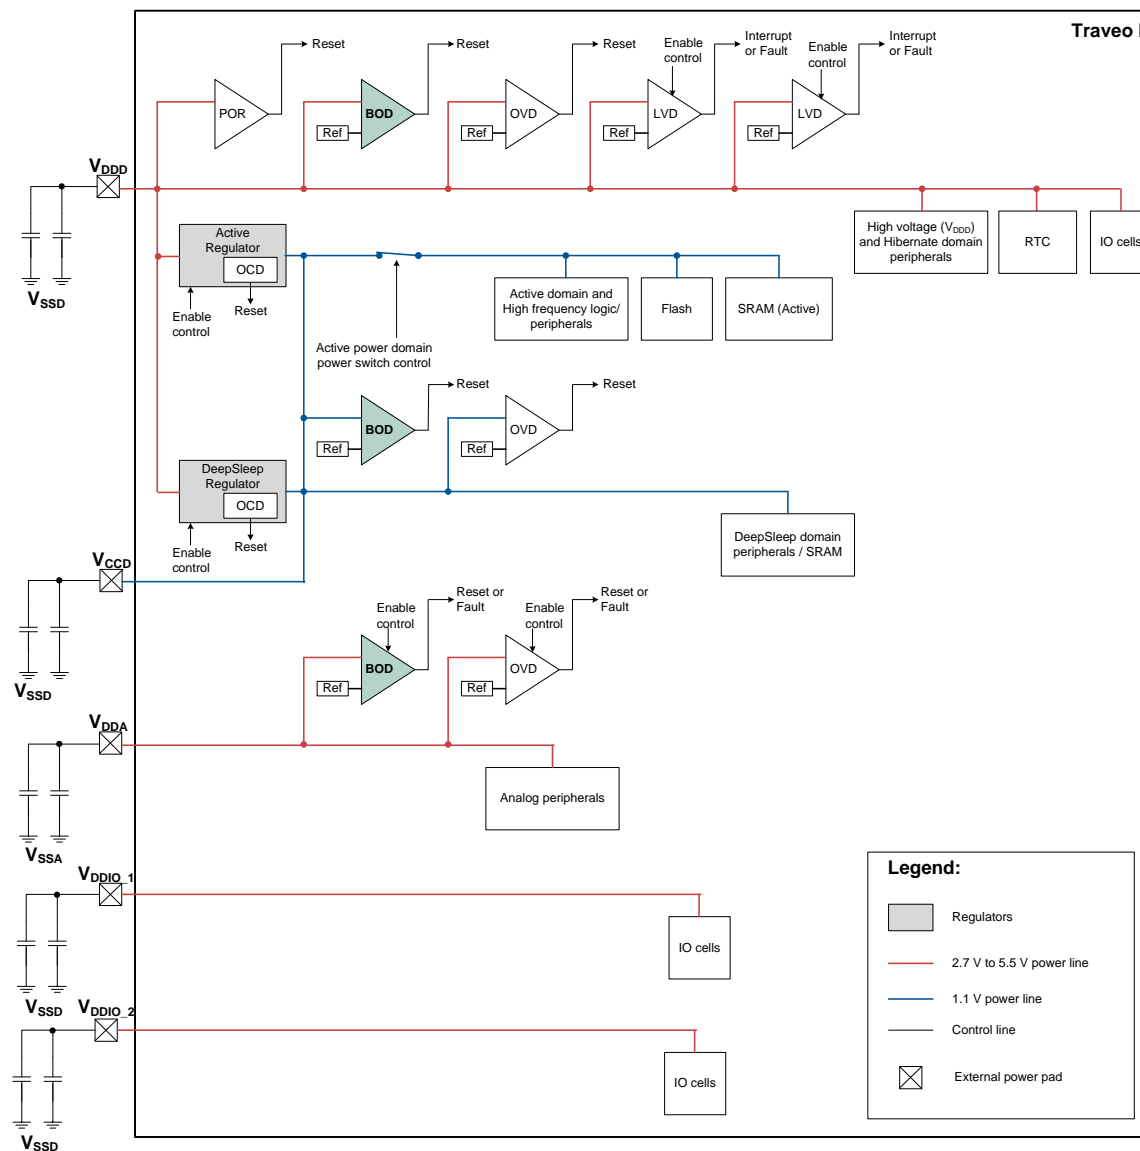 Traveo I
Reset
Reset
Reset
Enable
control
Interrupt
or Fault
Enable
control
Interrupt
or Fault
POR
BOD
OVD
LVD
LVD
Ref
Ref
Ref
Ref
VDDD
VSSD
Active
Regulator
OCD
Reset
Enable
control
Active power domain
power switch control
Active domain and
High frequency logic/
peripherals
Flash
SRAM (Active)
High voltage (VDDD)
and Hibernate domain
peripherals
RTC
IO cells
Reset
Reset
BOD
OVD
Ref
Ref
DeepSleep
Regulator
OCD
Reset
Enable
control
DeepSleep domain
peripherals / SRAM
VCCD
VSSD
Enable
control
Reset or
Fault
Enable
control
Reset or
Fault
BOD
OVD
Ref
Ref
VDDA
VSSA
Analog peripherals
VDDIO_1
VSSD
IO cells
VDDIO_2
VSSD
IO cells
Legend:
Regulators
2.7 V to 5.5 V power line
1.1 V power line
Control line
External power pad